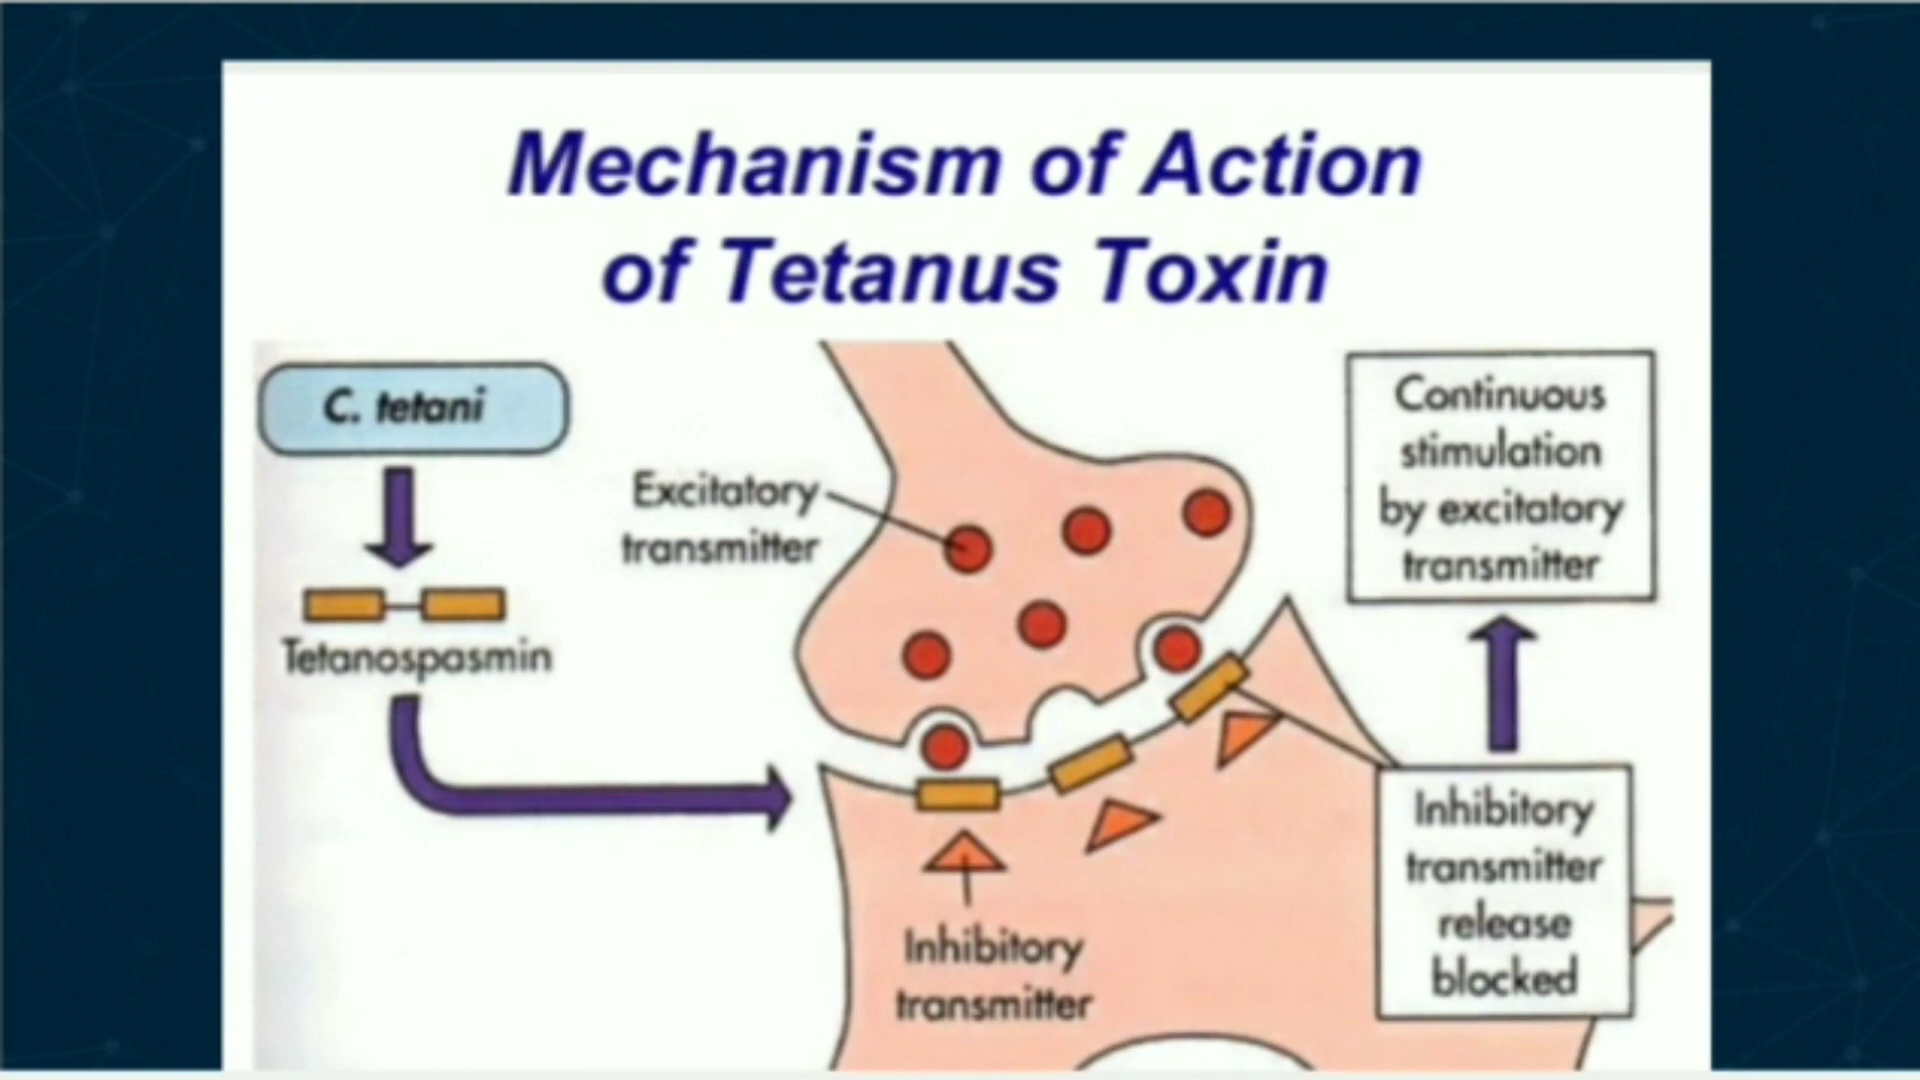 Mechanism of Action
of Tetanus Toxin
C. tetani
Tetanospasmin
Excitatory
transmitter
Inhibitory
transmitter
Continuous
stimulation
by excitatory
transmitter
Inhibitory
transmitter
release
blocked